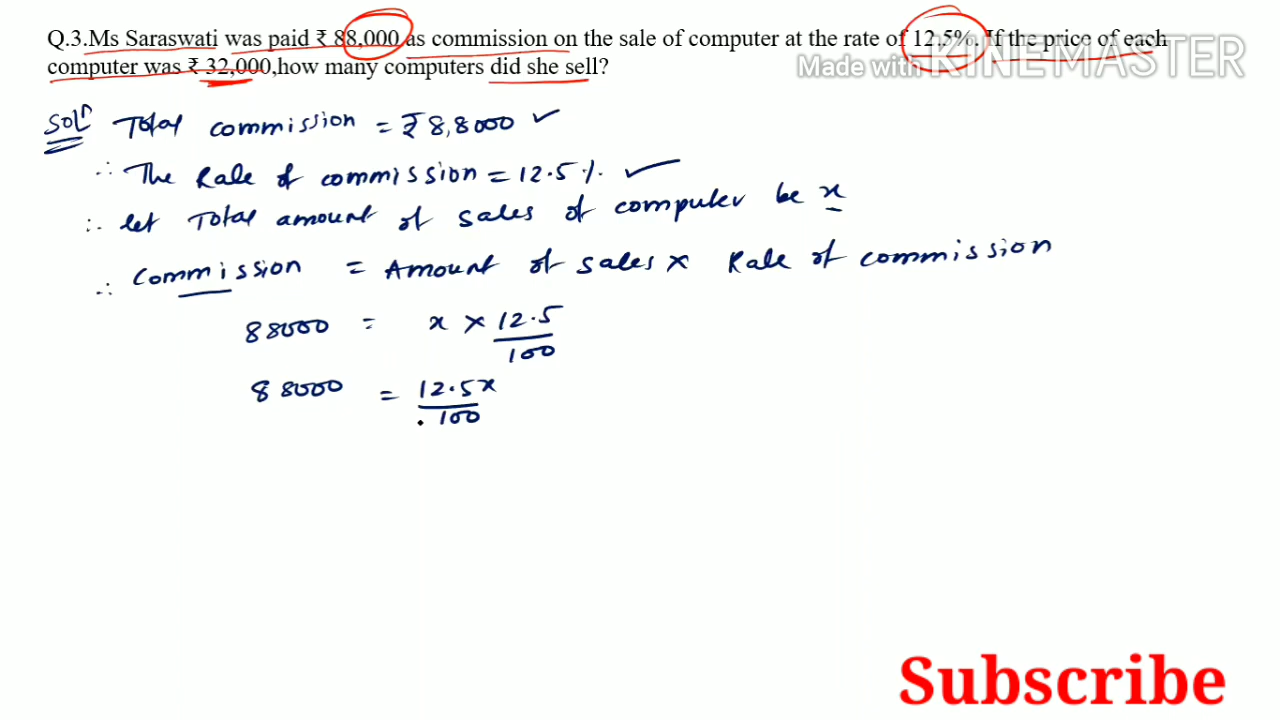 Q.3.Ms Saraswati was paid ₹ 88,000 as commission on the sale of computer at the rate of 12.5%. If the price of each
computer was ₹ 32,000,how many computers did she sell?
Made with KINEMASTER
Solⁿ Total commission = ₹ 8,8000 ✓
∴ The Rate of commission = 12.5% ✓
∴ let Total amount of sales of computer be x
∴ Commission = Amount of sales × Rate of commission
88000 = x × 12.5/100
88000 = 12.5x/100
Subscribe